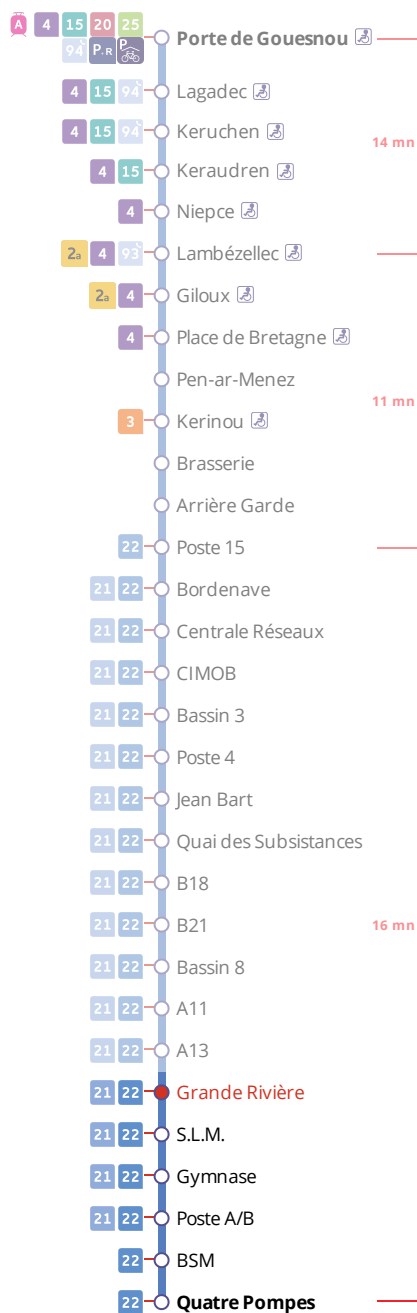 A 4 15 20 25
94 P+R P Porte de Gouesnou
4 15 94 Lagadec
4 15 94 Keruchen
14 mn
4 15 Keraudren
4 Niepce
2a 4 93 Lambézellec
2a 4 Giloux
4 Place de Bretagne
Pen-ar-Menez
11 mn
3 Kerinou
Brasserie
Arrière Garde
22 Poste 15
21 22 Bordenave
21 22 Centrale Réseaux
21 22 CIMOB
21 22 Bassin 3
21 22 Poste 4
21 22 Jean Bart
21 22 Quai des Subsistances
21 22 B18
21 22 B21
16 mn
21 22 Bassin 8
21 22 A11
21 22 A13
21 22 Grande Rivière
21 22 S.L.M.
21 22 Gymnase
21 22 Poste A/B
22 BSM
22 Quatre Pompes